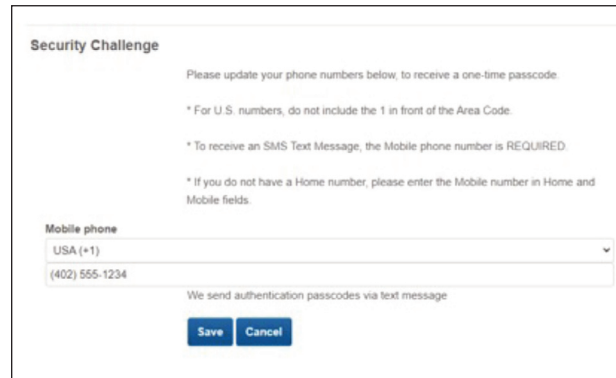 Security Challenge
Please update your phone numbers below, to receive a one-time passcode.
* For U.S. numbers, do not include the 1 in front of the Area Code.
* To receive an SMS Text Message, the Mobile phone number is REQUIRED.
* If you do not have a Home number, please enter the Mobile number in Home and
Mobile fields.
Mobile phone
USA (+1)
(402) 555-1234
We send authentication passcodes via text message
Save Cancel